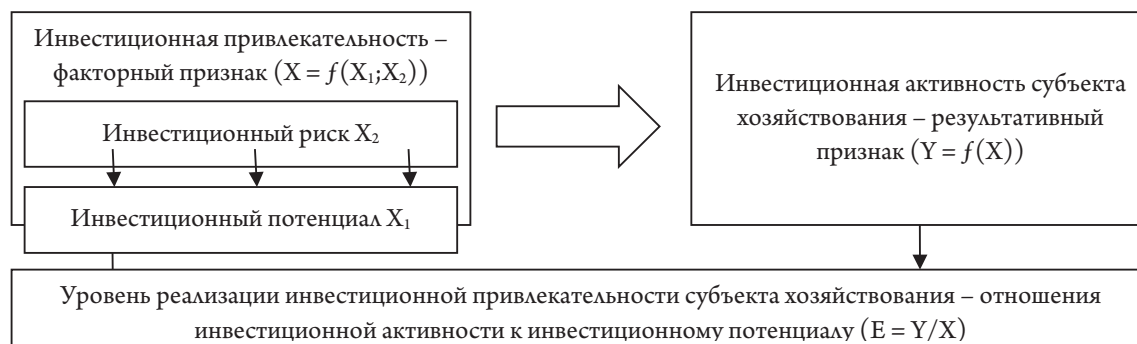 Инвестиционная привлекательность –
факторный признак (X = f(X₁;X₂))
Инвестиционный риск X₂
Инвестиционный потенциал X₁
Инвестиционная активность субъекта
хозяйствования – результативный
признак (Y = f(X))
Уровень реализации инвестиционной привлекательности субъекта хозяйствования – отношения
инвестиционной активности к инвестиционному потенциалу (E = Y/X)